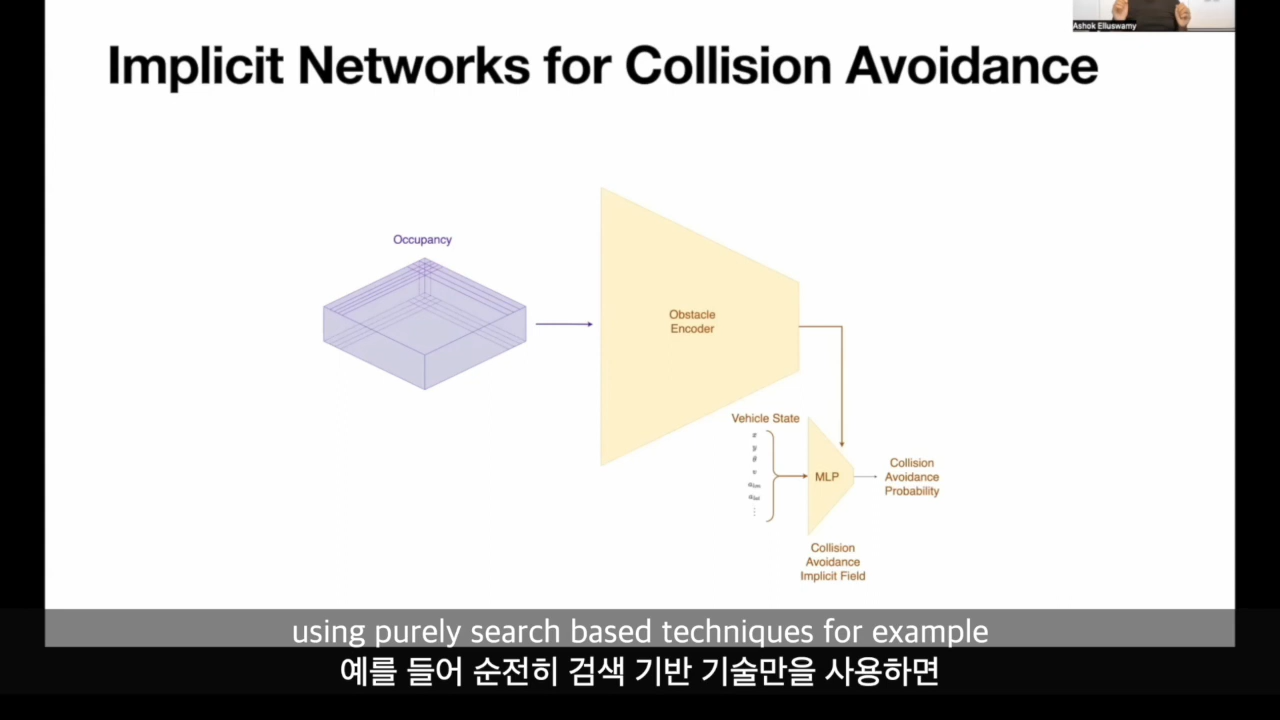 Ashok Elluswamy
Implicit Networks for Collision Avoidance
Occupancy
Obstacle
Encoder
Vehicle State
x
y
θ
v
MLP
Collision
Avoidance
Probability
Collision
Avoidance
Implicit Field
using purely search based techniques for example
예를 들어 순전히 검색 기반 기술만을 사용하면